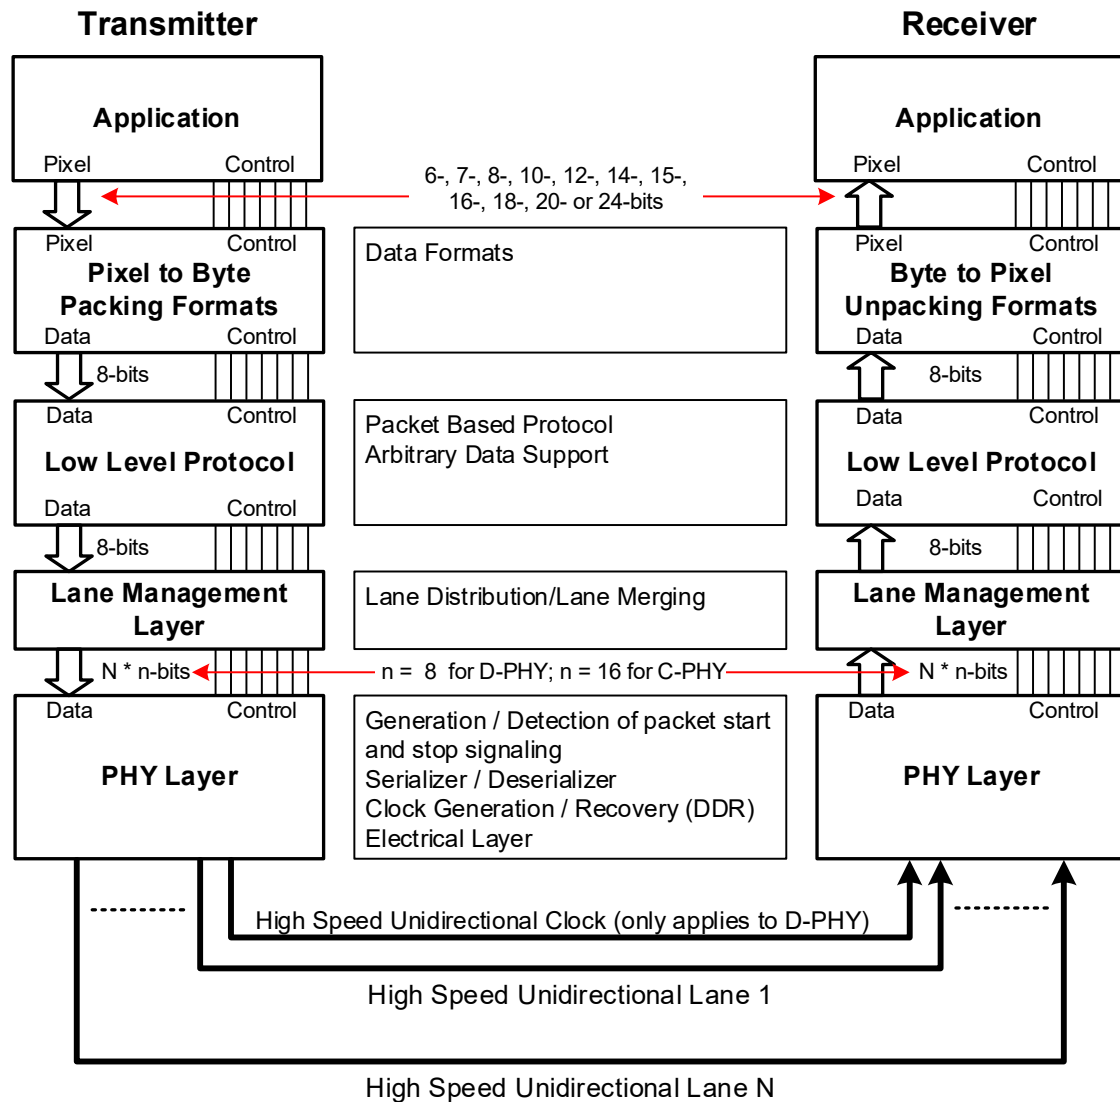 Transmitter
Receiver
Application
Pixel
Control
Application
Pixel
Control
6-, 7-, 8-, 10-, 12-, 14-, 15-,
16-, 18-, 20- or 24-bits
Pixel
Control
Pixel to Byte
Packing Formats
Data
Control
Data Formats
Pixel
Control
Byte to Pixel
Unpacking Formats
Data
Control
8-bits
8-bits
Data
Control
Low Level Protocol
Data
Control
Packet Based Protocol
Arbitrary Data Support
Data
Control
Low Level Protocol
Data
Control
8-bits
8-bits
Lane Management
Layer
Lane Distribution/Lane Merging
Lane Management
Layer
N * n-bits
n = 8 for D-PHY; n = 16 for C-PHY
N * n-bits
Data
Control
PHY Layer
Generation / Detection of packet start
and stop signaling
Serializer / Deserializer
Clock Generation / Recovery (DDR)
Electrical Layer
Data
Control
PHY Layer
High Speed Unidirectional Clock (only applies to D-PHY)
High Speed Unidirectional Lane 1
High Speed Unidirectional Lane N